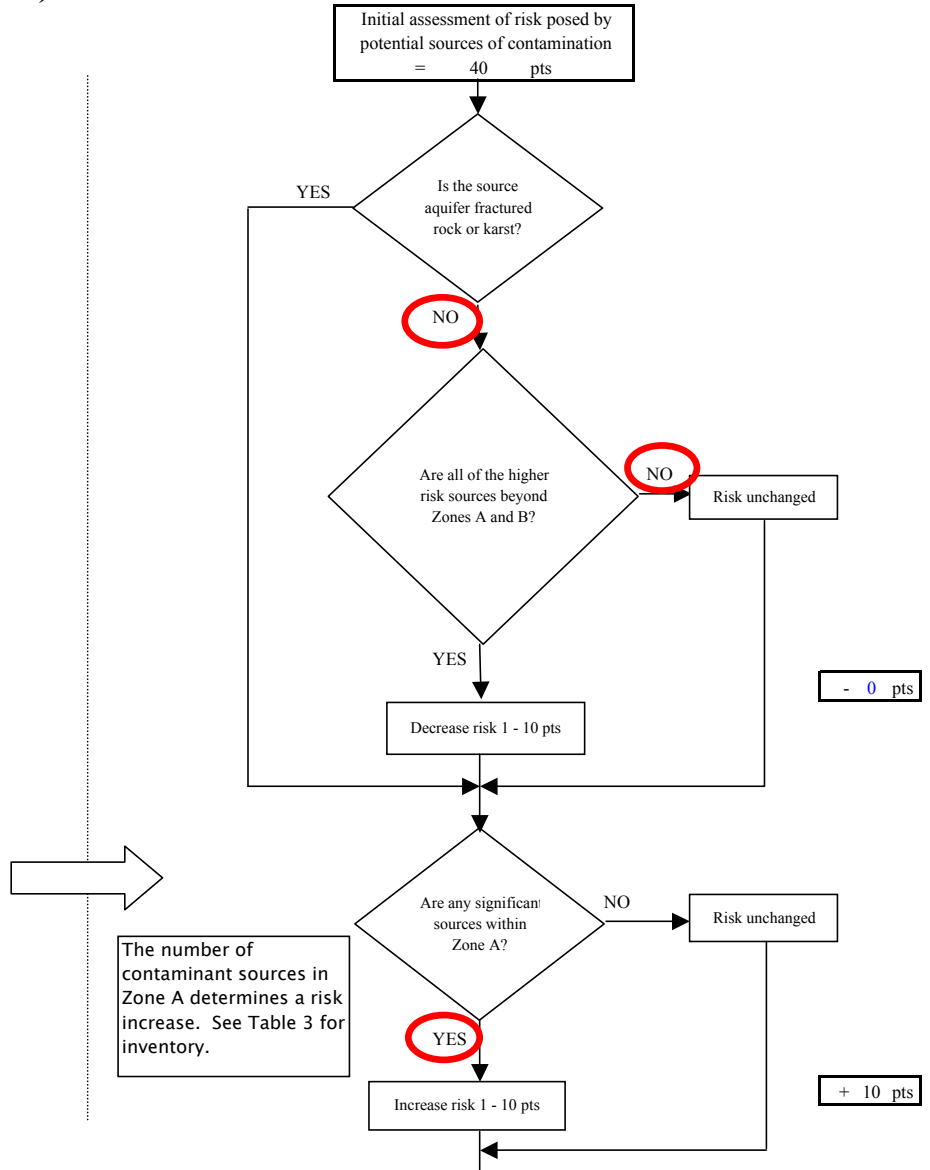 Initial assessment of risk posed by
potential sources of contamination
= 40 pts
YES
Is the source
aquifer fractured
rock or karst?
NO
Are all of the higher
risk sources beyond
Zones A and B?
NO
Risk unchanged
YES
- 0 pts
Decrease risk 1 - 10 pts
Are any significant
sources within
Zone A?
NO
Risk unchanged
The number of
contaminant sources in
Zone A determines a risk
increase. See Table 3 for
inventory.
YES
+ 10 pts
Increase risk 1 - 10 pts